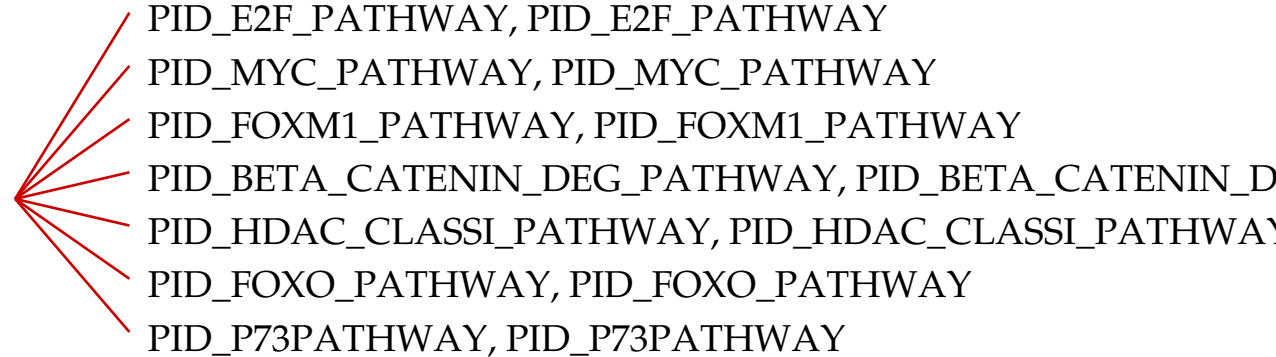 PID_E2F_PATHWAY, PID_E2F_PATHWAY
PID_MYC_PATHWAY, PID_MYC_PATHWAY
PID_FOXM1_PATHWAY, PID_FOXM1_PATHWAY
PID_BETA_CATENIN_DEG_PATHWAY, PID_BETA_CATENIN_D
PID_HDAC_CLASSI_PATHWAY, PID_HDAC_CLASSI_PATHWAY
PID_FOXO_PATHWAY, PID_FOXO_PATHWAY
PID_P73PATHWAY, PID_P73PATHWAY